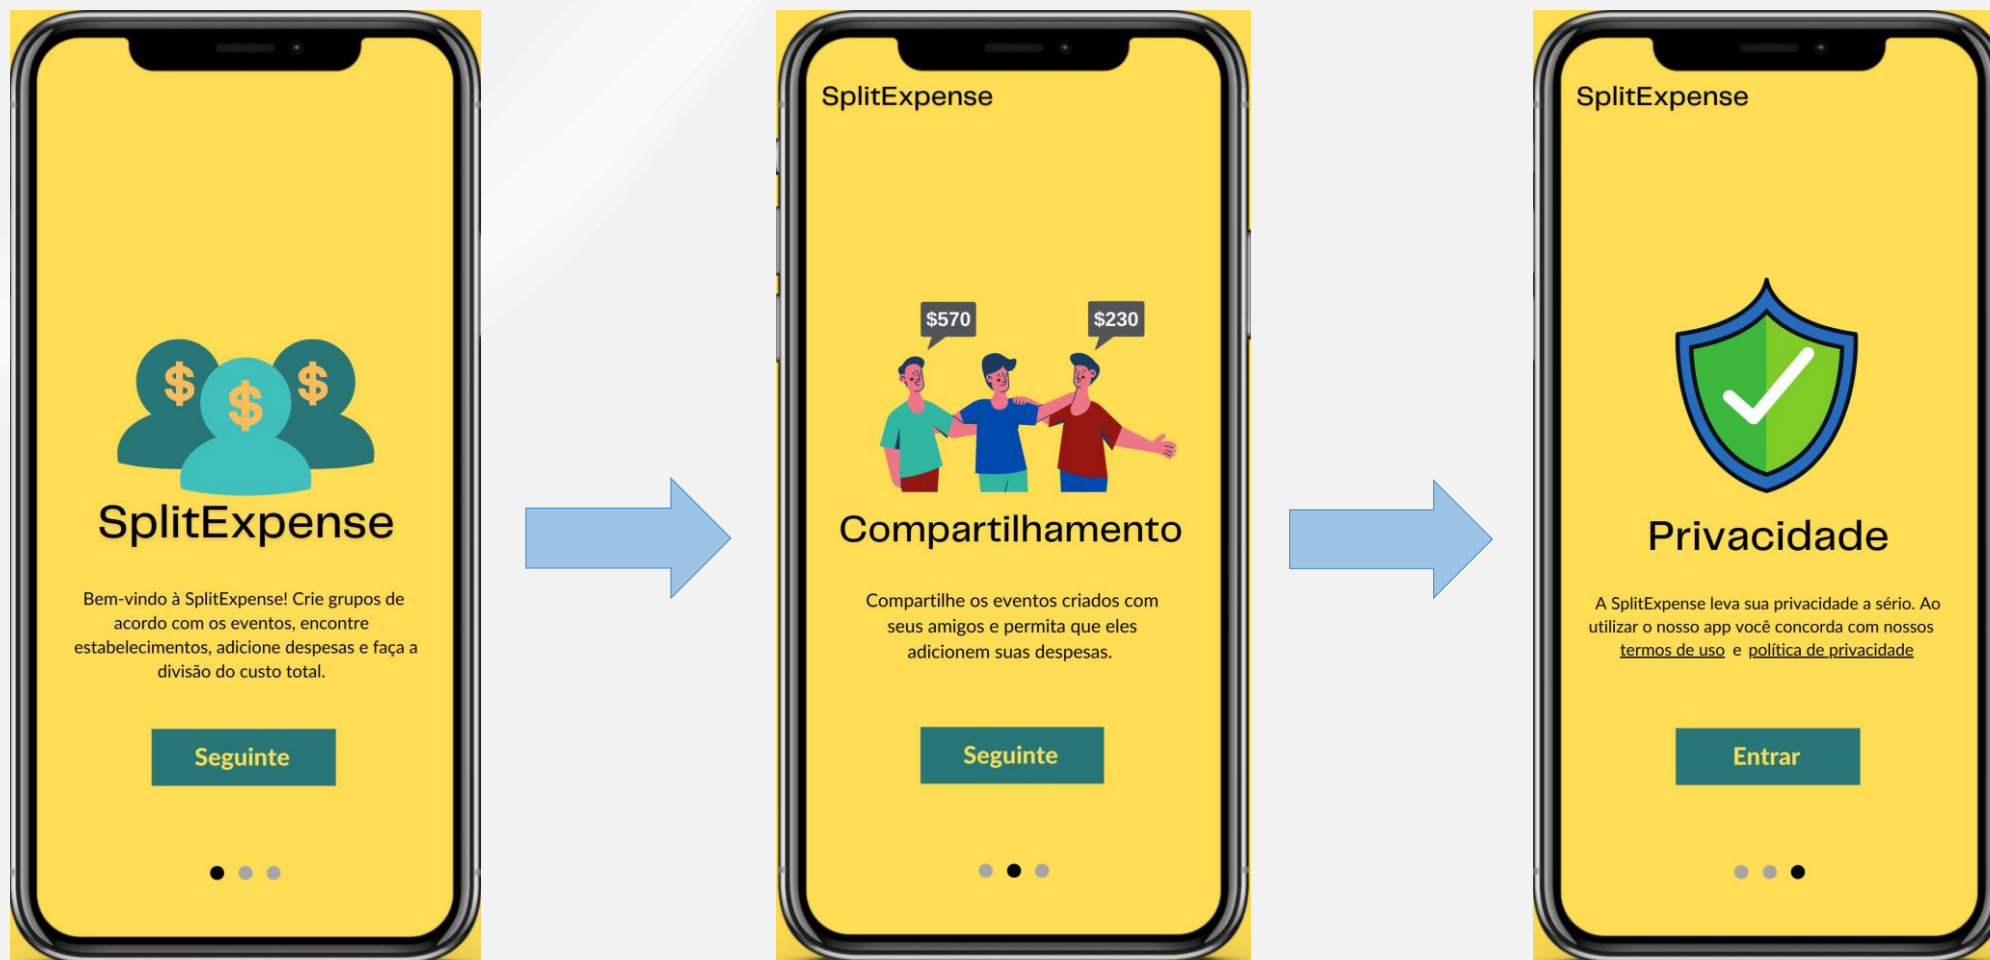 SplitExpense
Bem-vindo à SplitExpense! Crie grupos de
acordo com os eventos, encontre
estabelecimentos, adicione despesas e faça a
divisão do custo total.
Seguinte
SplitExpense
$570
$230
Compartilhamento
Compartilhe os eventos criados com
seus amigos e permita que eles
adicionem suas despesas.
Seguinte
SplitExpense
Privacidade
A SplitExpense leva sua privacidade a sério. Ao
utilizar o nosso app você concorda com nossos
termos de uso e política de privacidade
Entrar